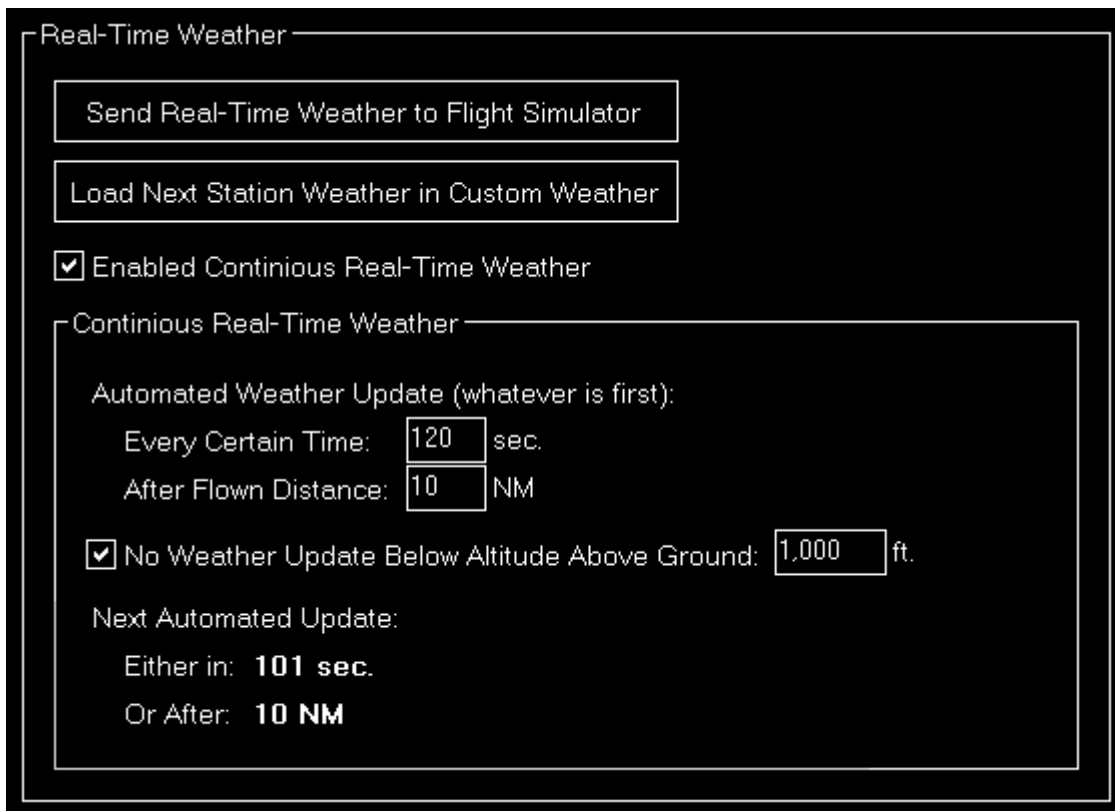 Real-Time Weather
Send Real-Time Weather to Flight Simulator
Load Next Station Weather in Custom Weather
Enabled Continious Real-Time Weather
Continious Real-Time Weather
Automated Weather Update (whatever is first):
Every Certain Time: 120 sec.
After Flown Distance: 10 NM
No Weather Update Below Altitude Above Ground: 1,000 ft.
Next Automated Update:
Either in: 101 sec.
Or After: 10 NM